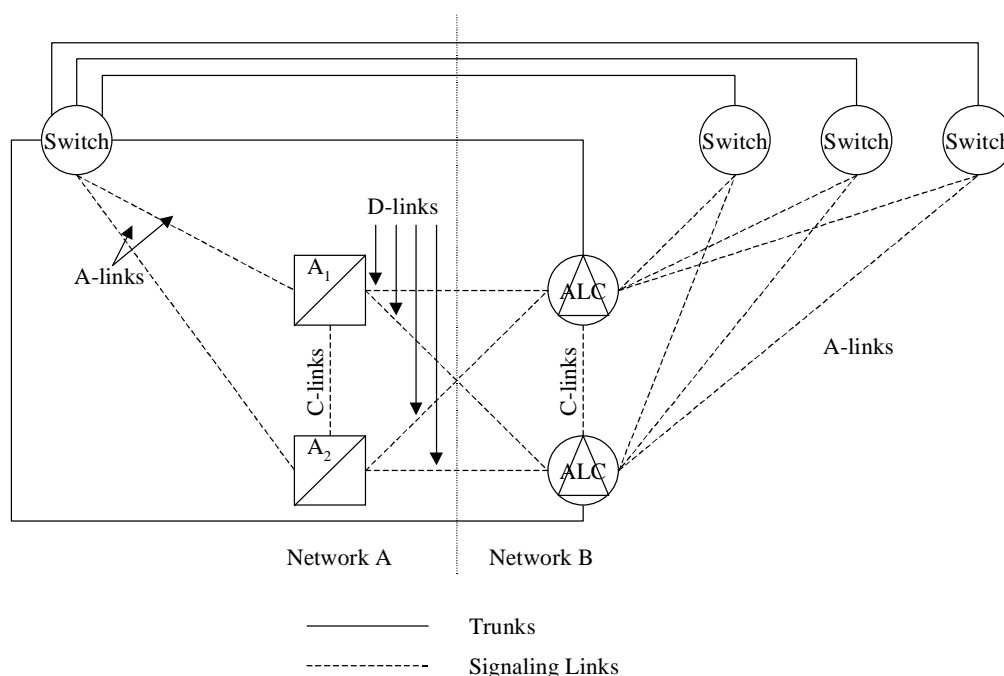 Switch
Switch
Switch
Switch
D-links
A-links
A₁
ALC
C-links
C-links
A-links
A₂
ALC
Network A
Network B
Trunks
Signaling Links